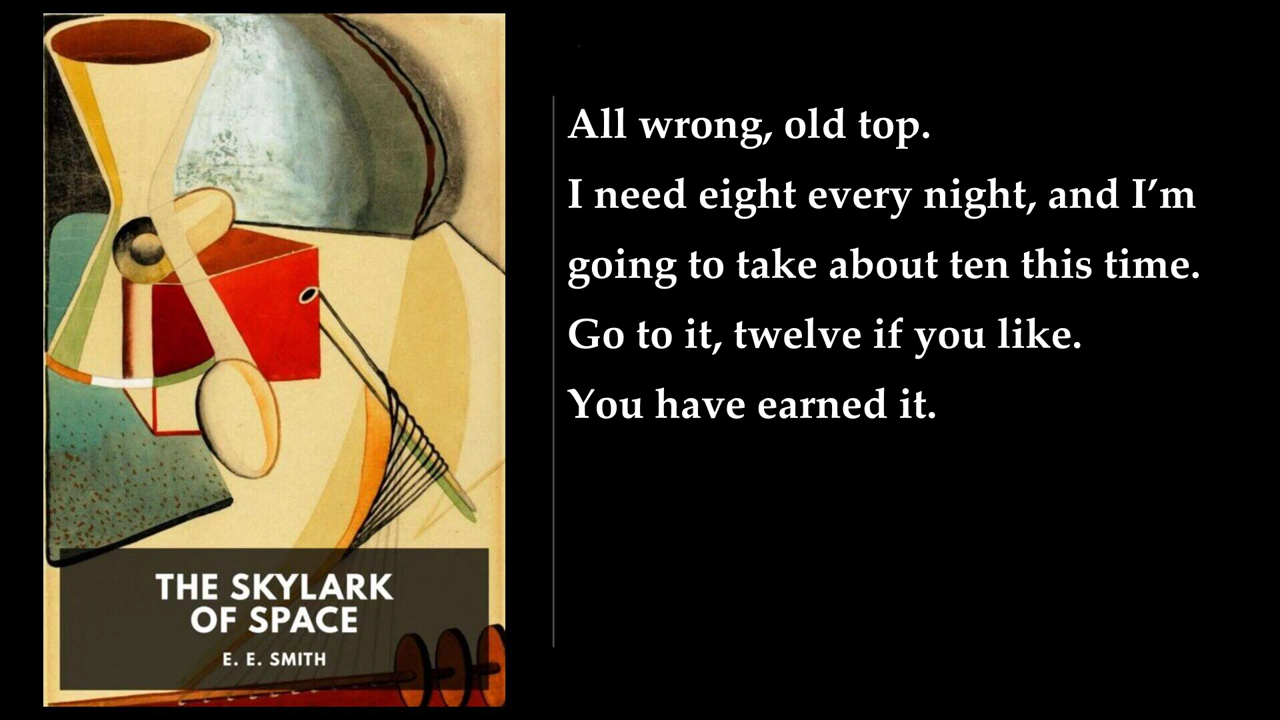 All wrong, old top.
I need eight every night, and I’m
going to take about ten this time.
Go to it, twelve if you like.
You have earned it.
THE SKYLARK
OF SPACE
E. E. SMITH